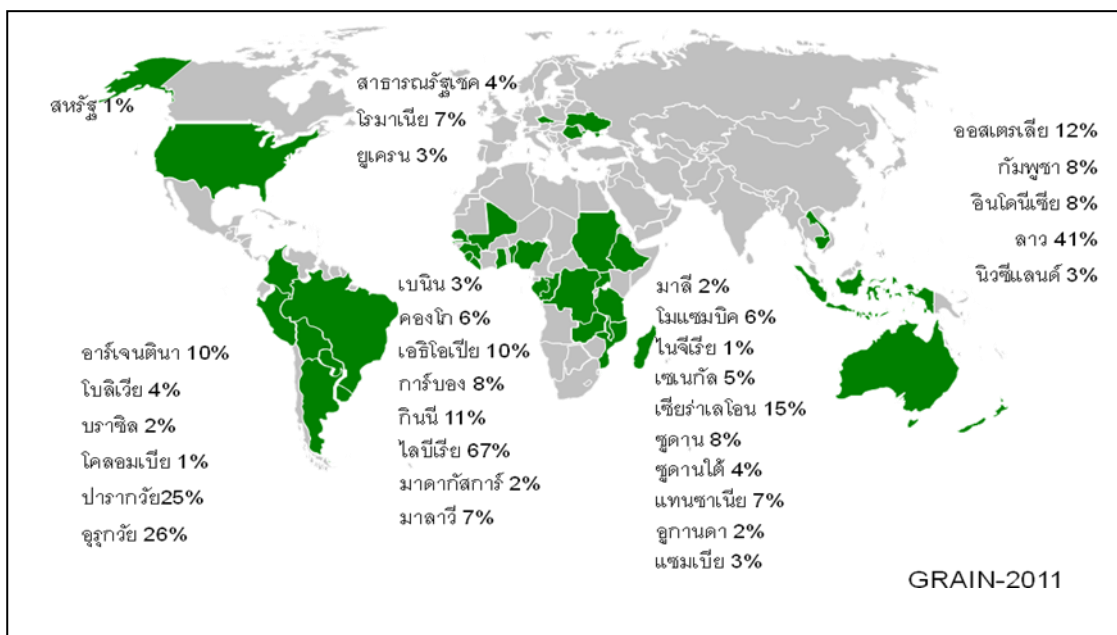 สหรัฐ 1%
สาธารณรัฐเชค 4%
โรมาเนีย 7%
ยูเครน 3%
ออสเตรเลีย 12%
กัมพูชา 8%
อินโดนีเซีย 8%
ลาว 41%
นิวซีแลนด์ 3%
อาร์เจนตินา 10%
โบลิเวีย 4%
บราซิล 2%
โคลอมเบีย 1%
ปารากวัย25%
อุรุกวัย 26%
เบนิน 3%
คองโก 6%
เอธิโอเปีย 10%
การ์บอง 8%
กินนี 11%
ไลบีเรีย 67%
มาดากัสการ์ 2%
มาลาวี 7%
มาลี 2%
โมแซมบิค 6%
ไนจีเรีย 1%
เซเนกัล 5%
เซียร่าเลโอน 15%
ซูดาน 8%
ซูดานใต้ 4%
แทนซาเนีย 7%
อูกานดา 2%
แซมเบีย 3%
GRAIN-2011